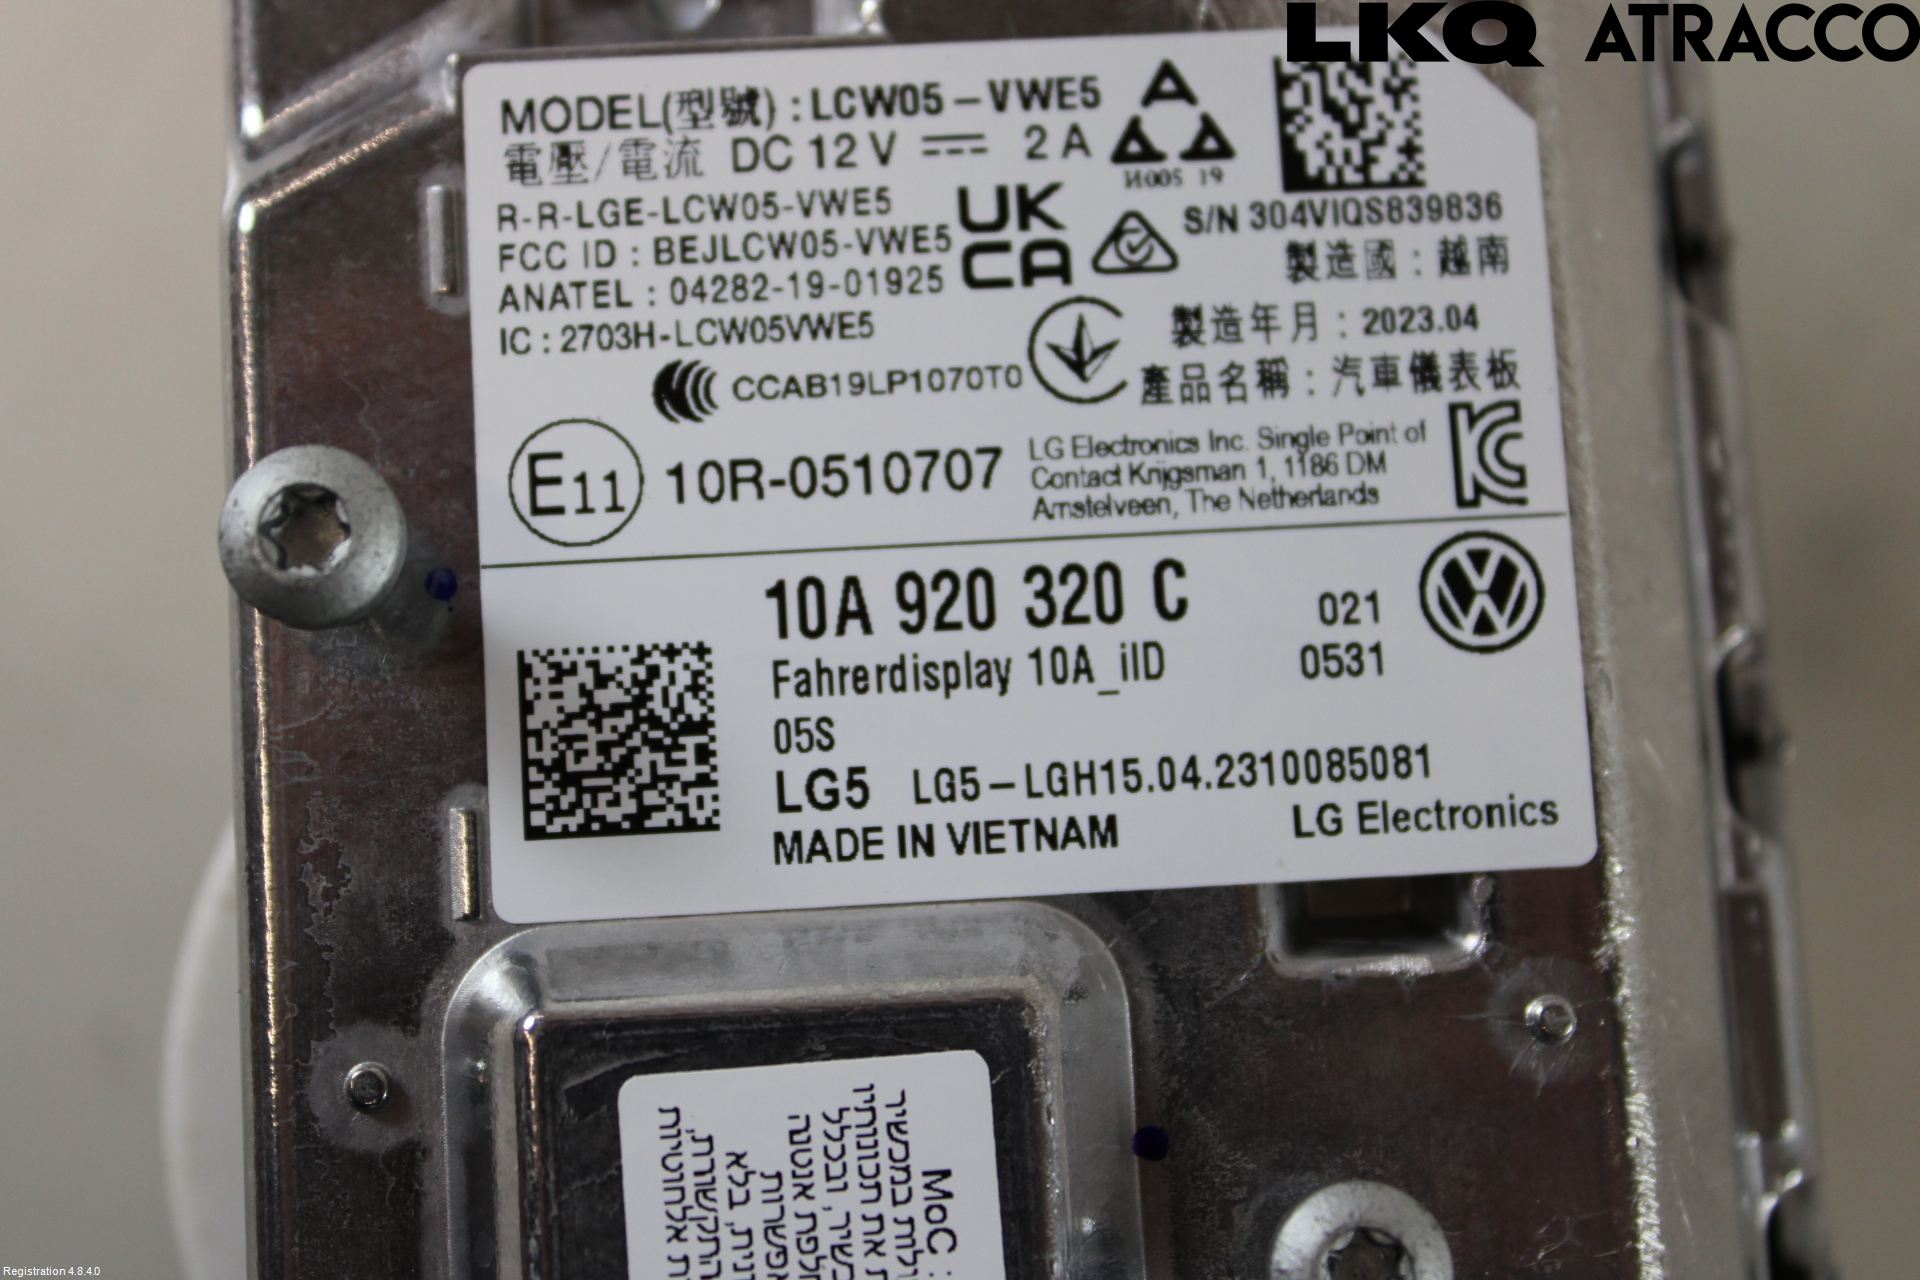 LKQ ATRACCO
MODEL(型號) : LCW05-VWE5
電壓/電流 DC 12 V 2 A
R-R-LGE-LCW05-VWE5
FCC ID : BEJLCW05-VWE5
ANATEL : 04282-19-01925
IC : 2703H-LCW05VWE5
H005 19
UK
CA
S/N 304VIQS839836
製造國 : 越南
製造年月 : 2023.04
產品名稱 : 汽車儀表板
CCAB19LP1070T0
E11 10R-0510707
LG Electronics Inc. Single Point of
Contact Krijgsman 1, 1186 DM
Amstelveen, The Netherlands
10A 920 320 C 021
Fahrerdisplay 10A_iID 0531
05S
LG5 LG5-LGH15.04.2310085081
MADE IN VIETNAM LG Electronics
MoC :
Registration 4.8.4.0